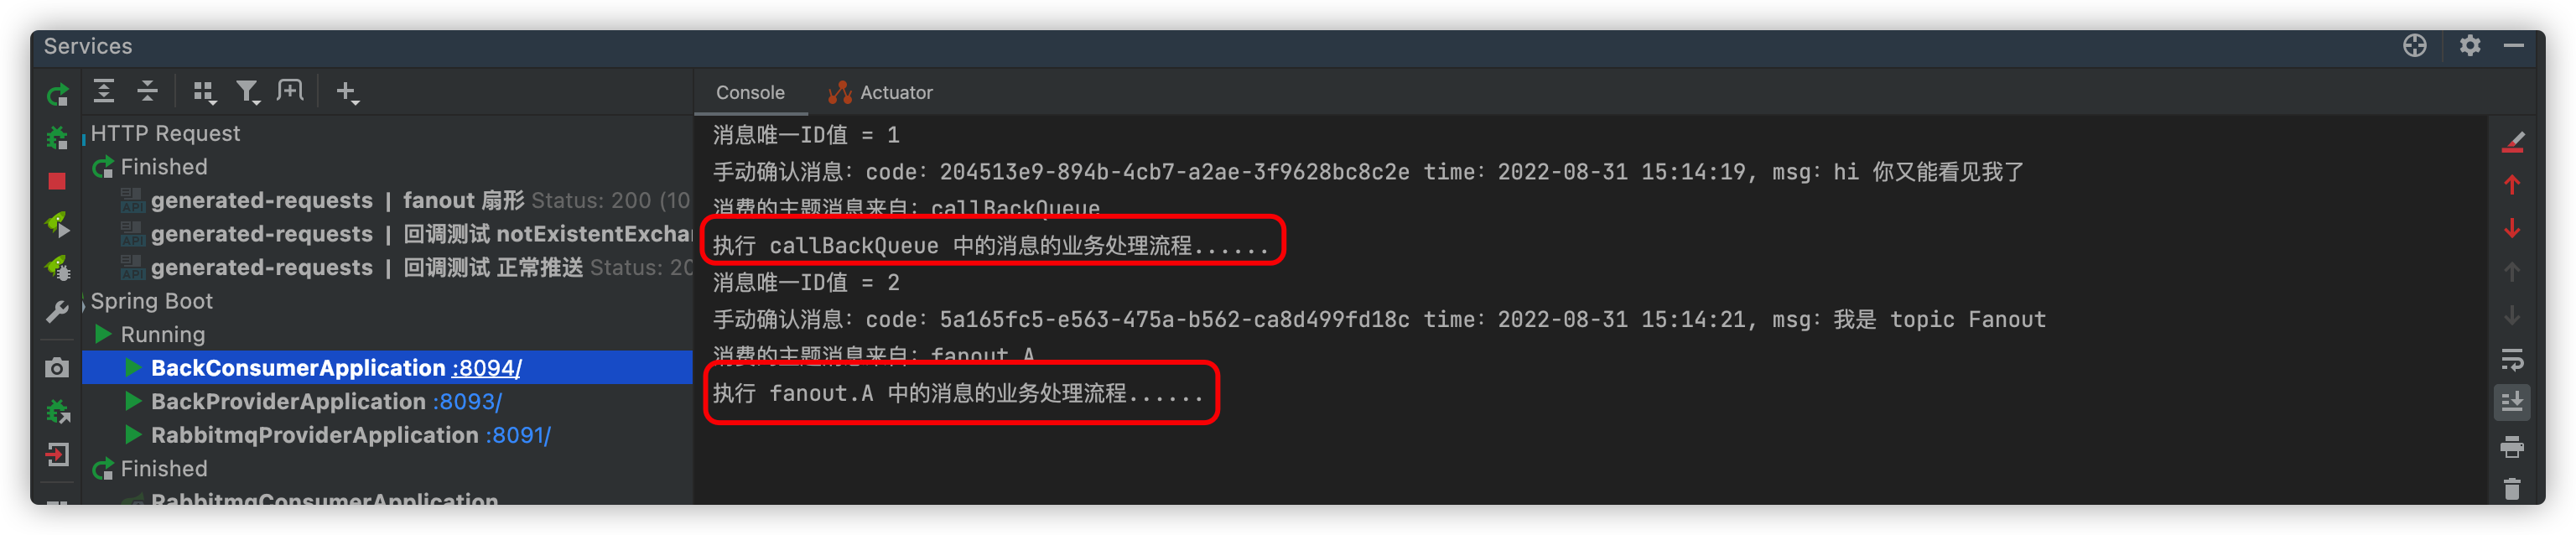 Services
Console
Actuator
HTTP Request
Finished
generated-requests | fanout 扇形 Status: 200 (10
generated-requests | 回调测试 notExistentExchan
generated-requests | 回调测试 正常推送 Status: 20
Spring Boot
Running
BackConsumerApplication :8094/
BackProviderApplication :8093/
RabbitmqProviderApplication :8091/
Finished
RabbitmqConsumerApplication
消息唯一ID值 = 1
手动确认消息：code：204513e9-894b-4cb7-a2ae-3f9628bc8c2e time：2022-08-31 15:14:19, msg：hi 你又能看见我了
消费的主题消息来自：callBackQueue
执行 callBackQueue 中的消息的业务处理流程......
消息唯一ID值 = 2
手动确认消息：code：5a165fc5-e563-475a-b562-ca8d499fd18c time：2022-08-31 15:14:21, msg：我是 topic Fanout
消费的主题消息来自：fanout.A
执行 fanout.A 中的消息的业务处理流程......